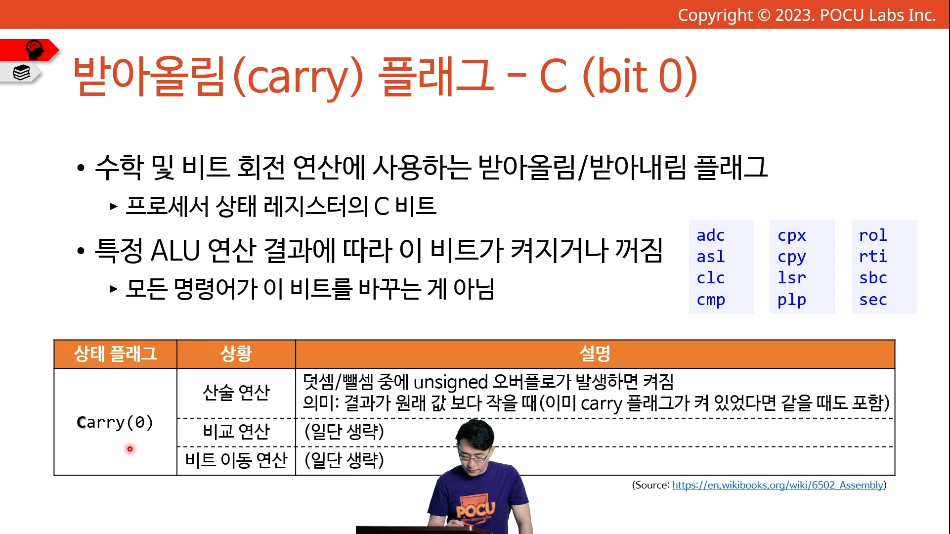 Copyright © 2023. POCU Labs Inc.
받아올림(carry) 플래그 – C (bit 0)
• 수학 및 비트 회전 연산에 사용하는 받아올림/받아내림 플래그
▸ 프로세서 상태 레지스터의 C 비트
• 특정 ALU 연산 결과에 따라 이 비트가 켜지거나 꺼짐
▸ 모든 명령어가 이 비트를 바꾸는 게 아님
adc cpx rol
asl cpy rti
clc lsr sbc
cmp plp sec
상태 플래그 상황 설명
Carry(0)
산술 연산
덧셈/뺄셈 중에 unsigned 오버플로가 발생하면 켜짐
의미: 결과가 원래 값 보다 작을 때(이미 carry 플래그가 켜 있었다면 같을 때도 포함)
비교 연산 (일단 생략)
비트 이동 연산 (일단 생략)
(Source: https://en.wikibooks.org/wiki/6502_Assembly)
POCU